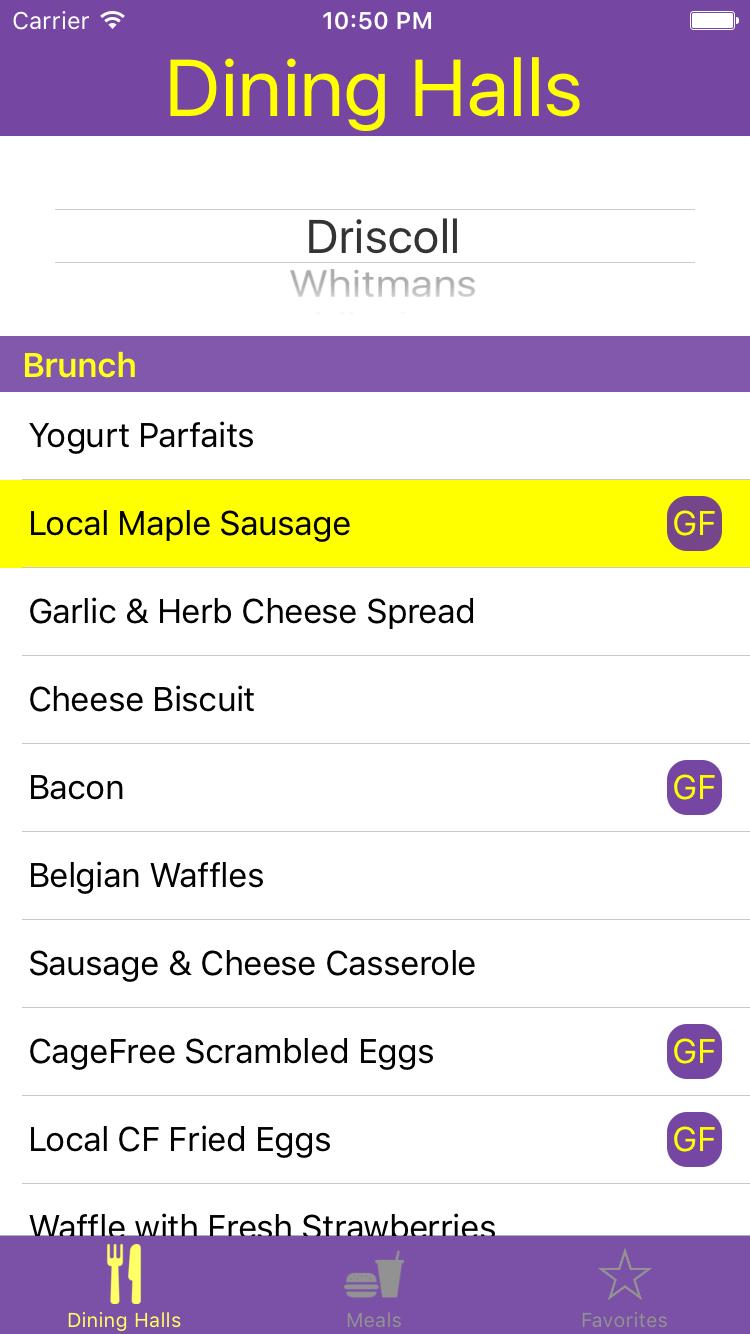 Carrier 10:50 PM
Dining Halls
Driscoll
Whitmans
Brunch
Yogurt Parfaits
Local Maple Sausage GF
Garlic & Herb Cheese Spread
Cheese Biscuit
Bacon GF
Belgian Waffles
Sausage & Cheese Casserole
CageFree Scrambled Eggs GF
Local CF Fried Eggs GF
Waffle with Fresh Strawberries
Dining Halls Meals Favorites